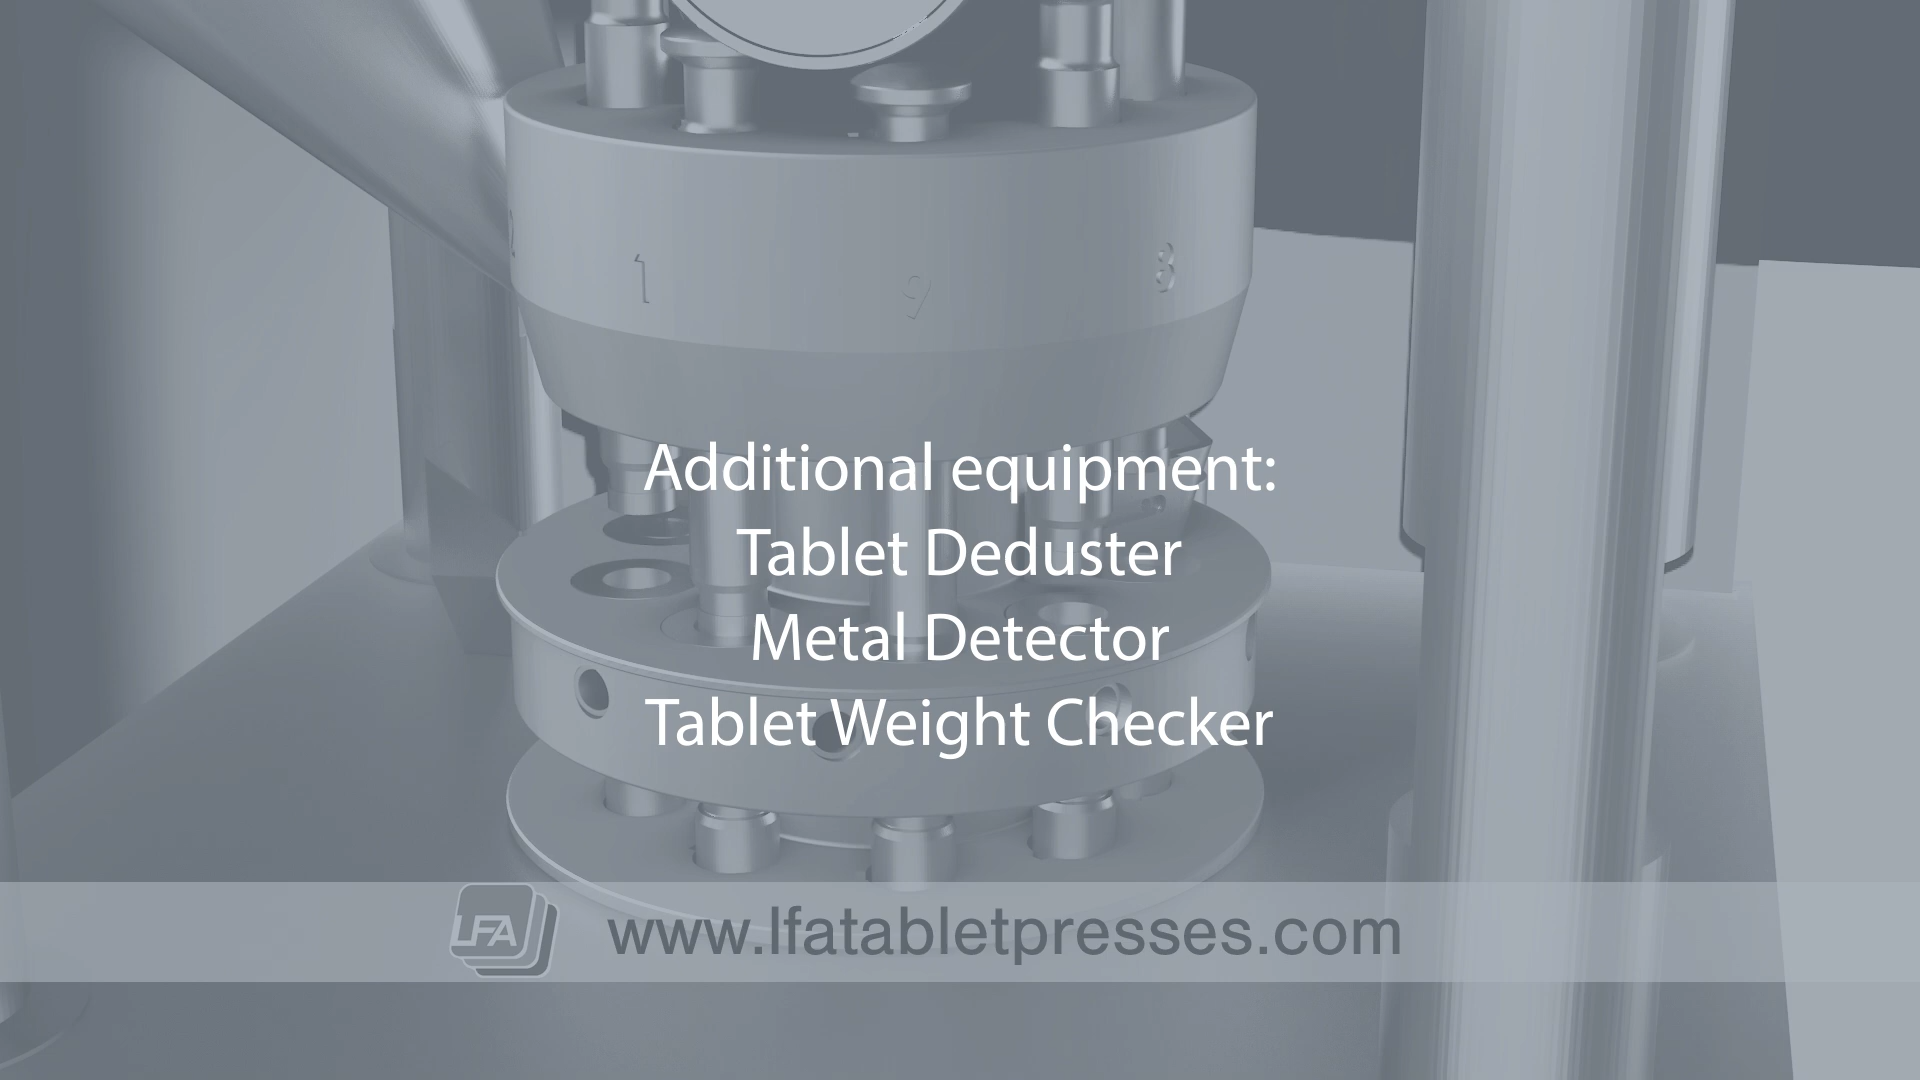 1
9
8
Additional equipment:
Tablet Deduster
Metal Detector
Tablet Weight Checker
LFA
www.lfatabletpresses.com